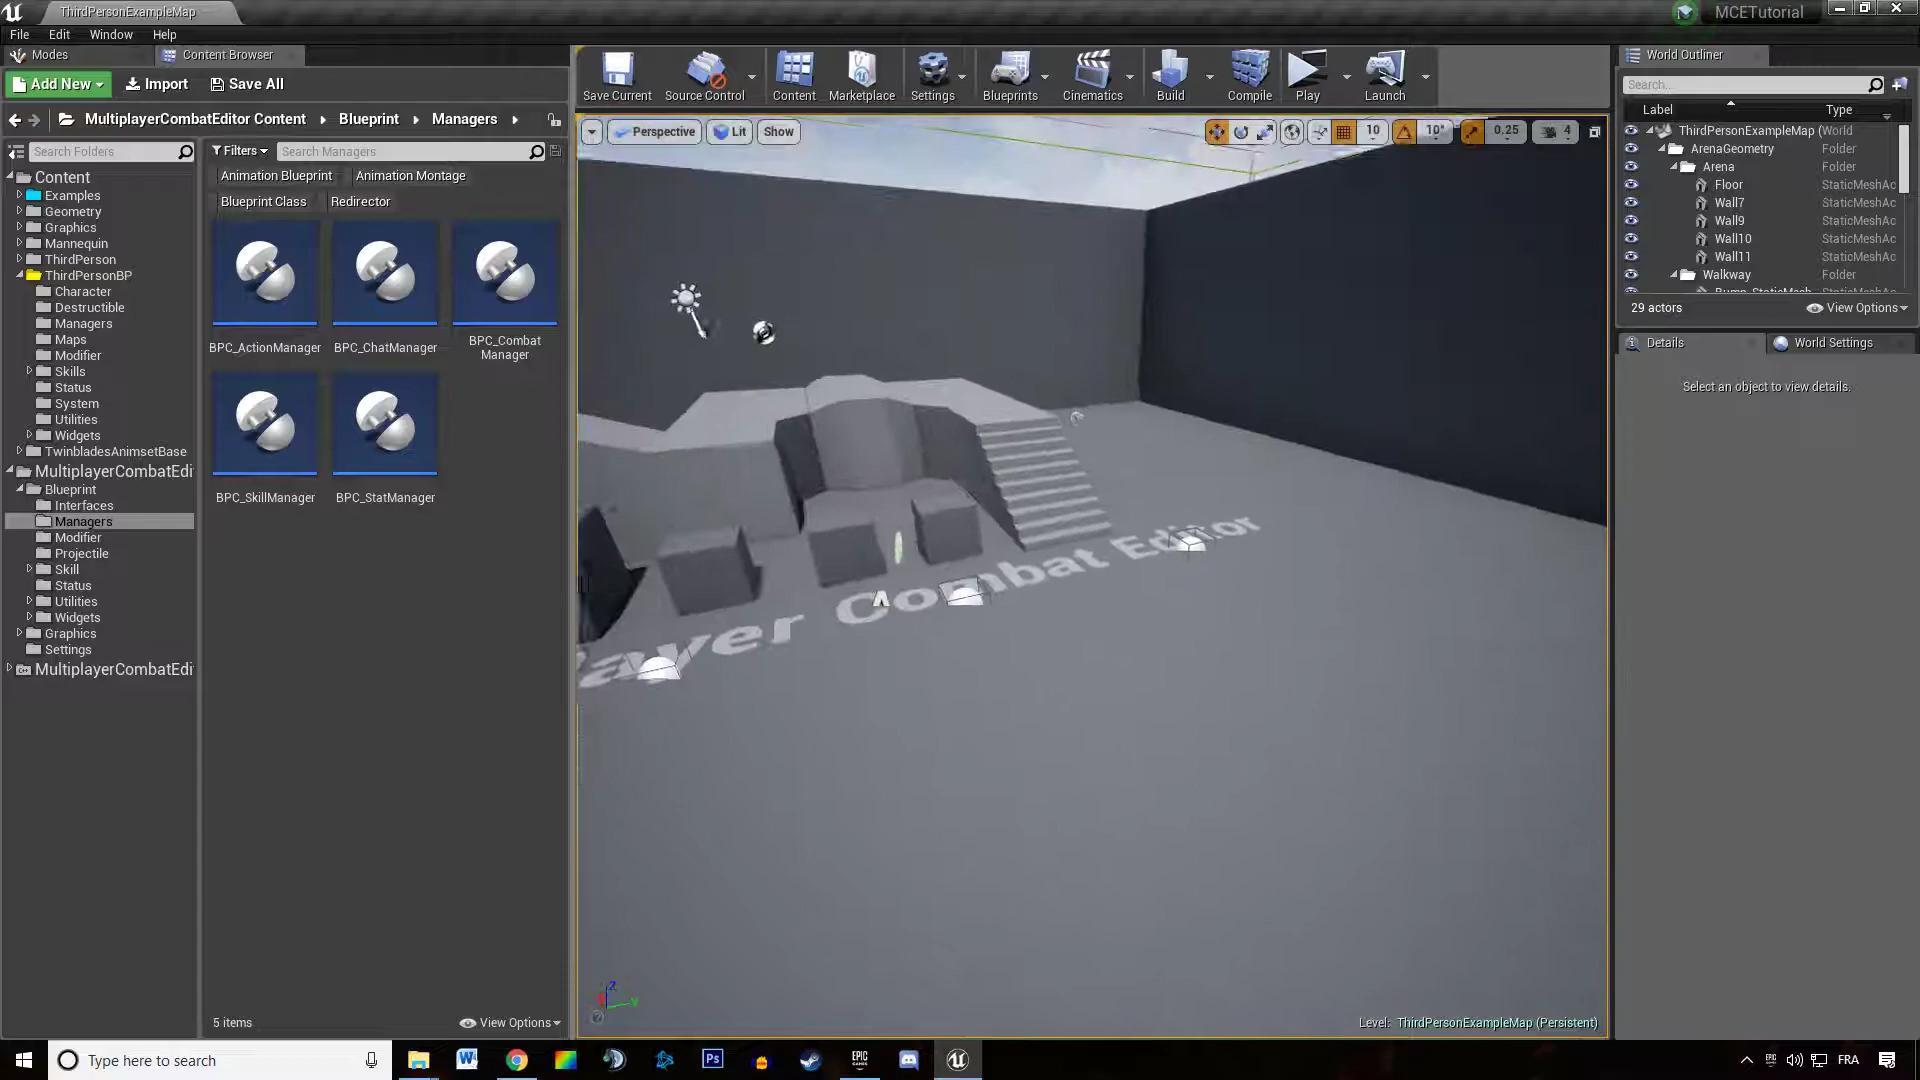 ThirdPersonExampleMap
MCETutorial
File Edit Window Help
Modes
Content Browser
Add New
Import
Save All
MultiplayerCombatEditor Content
Blueprint
Managers
Search Folders
Content
Examples
Geometry
Graphics
Mannequin
ThirdPerson
ThirdPersonBP
Character
Destructible
Managers
Maps
Modifier
Skills
Status
System
Utilities
Widgets
TwinbladesAnimsetBase
MultiplayerCombatEdi
Blueprint
Interfaces
Managers
Modifier
Projectile
Skill
Status
Utilities
Widgets
Graphics
Settings
MultiplayerCombatEdi
Filters
Search Managers
Animation Blueprint
Animation Montage
Blueprint Class
Redirector
BPC_ActionManager
BPC_ChatManager
BPC_Combat
Manager
BPC_SkillManager
BPC_StatManager
5 items
View Options
Save Current
Source Control
Content
Marketplace
Settings
Blueprints
Cinematics
Build
Compile
Play
Launch
Perspective
Lit
Show
10
10°
0.25
4
ayer Combat Editor
Z
Y
Level: ThirdPersonExampleMap (Persistent)
World Outliner
Search...
Label Type
ThirdPersonExampleMap (World
ArenaGeometry Folder
Arena Folder
Floor StaticMeshAc
Wall7 StaticMeshAc
Wall9 StaticMeshAc
Wall10 StaticMeshAc
Wall11 StaticMeshAc
Walkway Folder
29 actors
View Options
Details
World Settings
Select an object to view details.
Type here to search
W
Ps
EPIC
GAMES
FRA